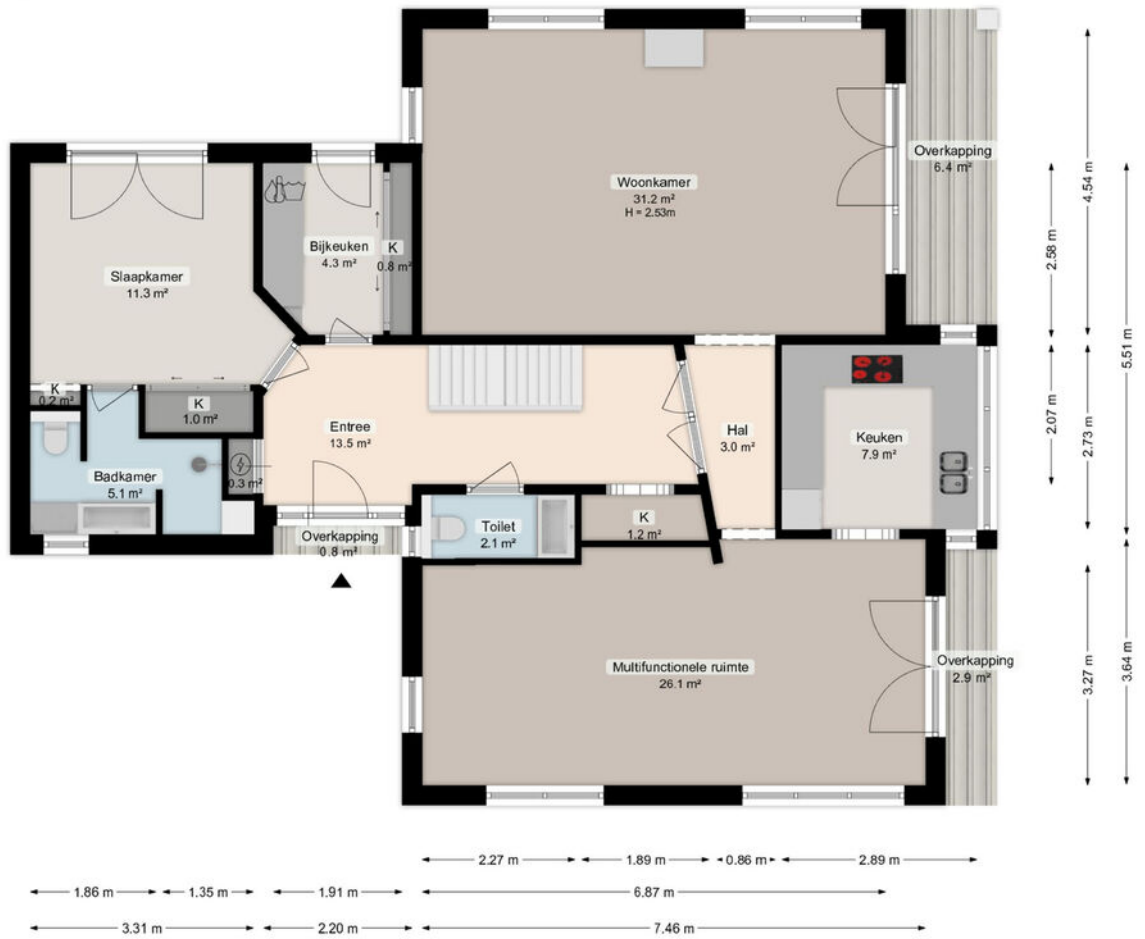 Overkapping
6.4 m²
Woonkamer
31.2 m²
H = 2.53m
Bijkeuken
4.3 m²
K
0.8 m²
Slaapkamer
11.3 m²
K
0.2 m²
K
1.0 m²
Entree
13.5 m²
Hal
3.0 m²
Keuken
7.9 m²
Badkamer
5.1 m²
0.3 m²
Overkapping
0.8 m²
Toilet
2.1 m²
K
1.2 m²
Multifunctionele ruimte
26.1 m²
Overkapping
2.9 m²
4.54 m
2.58 m
5.51 m
2.07 m
2.73 m
3.27 m
3.64 m
2.27 m
1.89 m
0.86 m
2.89 m
1.86 m
1.35 m
1.91 m
6.87 m
3.31 m
2.20 m
7.46 m